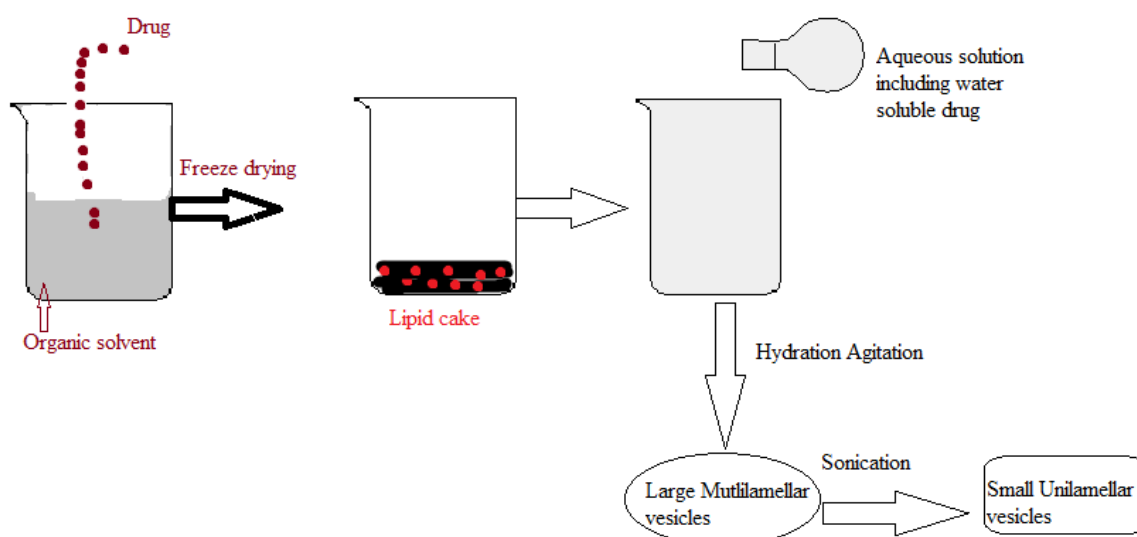 Drug
Aqueous solution
including water
soluble drug
Freeze drying
Lipid cake
Organic solvent
Hydration Agitation
Sonication
Large Mutlilamellar
vesicles
Small Unilamellar
vesicles